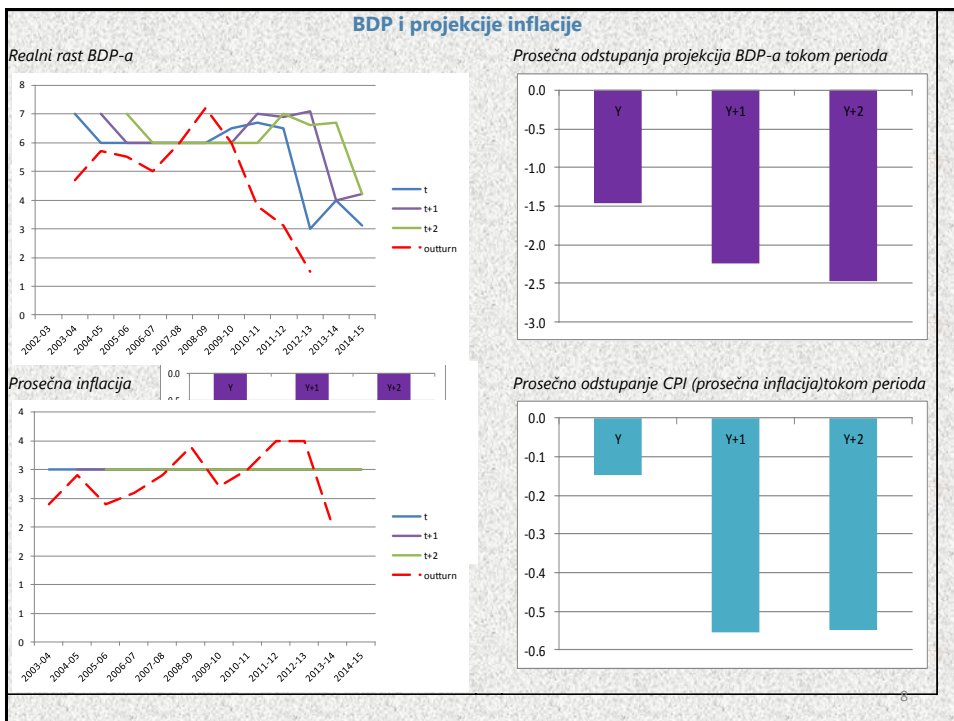 BDP i projekcije inflacije
Realni rast BDP-a
8
7
6
5
4
3
2
1
0
2002-03
2003-04
2004-05
2005-06
2006-07
2007-08
2008-09
2009-10
2010-11
2011-12
2012-13
2013-14
2014-15
t
t+1
t+2
outturn
Prosečna odstupanja projekcija BDP-a tokom perioda
0.0
-0.5
-1.0
-1.5
-2.0
-2.5
-3.0
Y
Y+1
Y+2
Prosečna inflacija
0.0
Y
Y+1
Y+2
4
4
3
3
2
2
1
1
0
2003-04
2004-05
2005-06
2006-07
2007-08
2008-09
2009-10
2010-11
2011-12
2012-13
2013-14
2014-15
t
t+1
t+2
outturn
Prosečno odstupanje CPI (prosečna inflacija)tokom perioda
0.0
-0.1
-0.2
-0.3
-0.4
-0.5
-0.6
Y
Y+1
Y+2
8